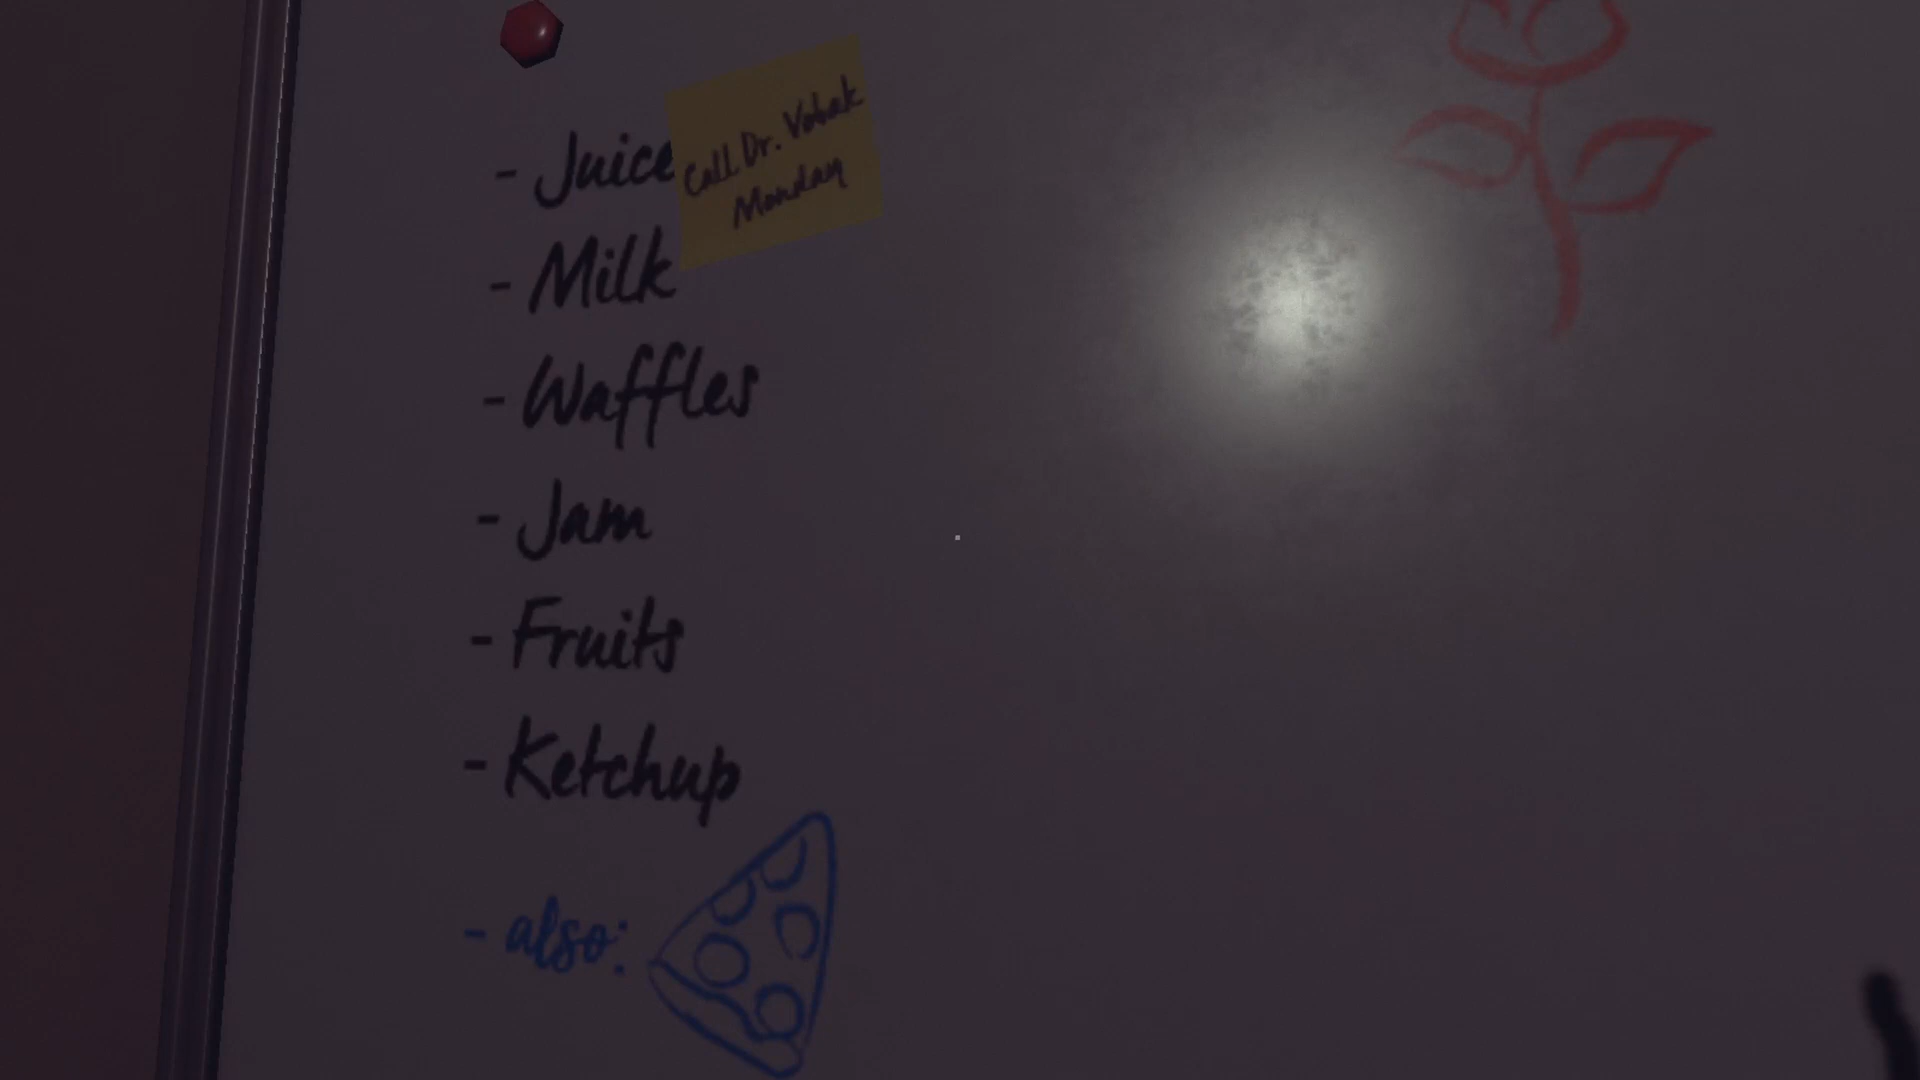 - Juice
Call Dr. Vobak
Monday
- Milk
- Waffles
- Jam
- Fruits
- Ketchup
- also: